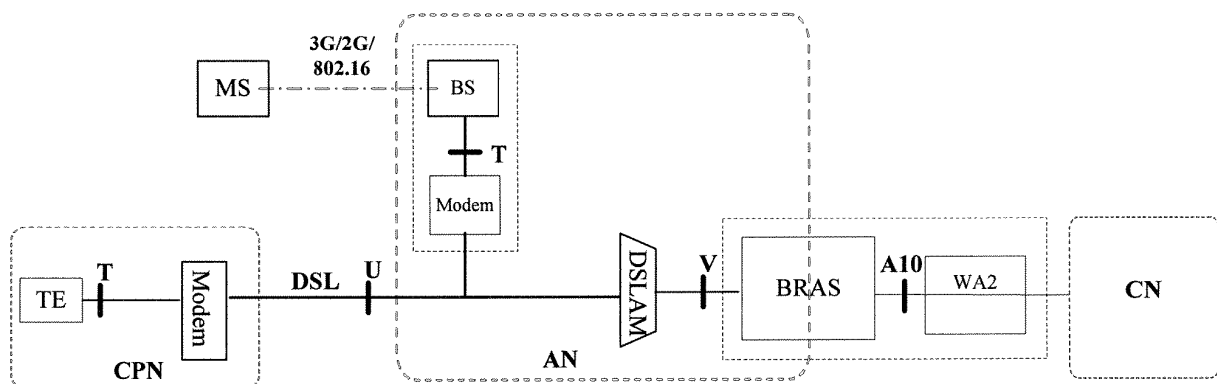 3G/2G/
802.16
MS
BS
T
Modem
TE
T
Modem
DSL
U
DSLAM
V
BRAS
A10
WA2
CN
CPN
AN